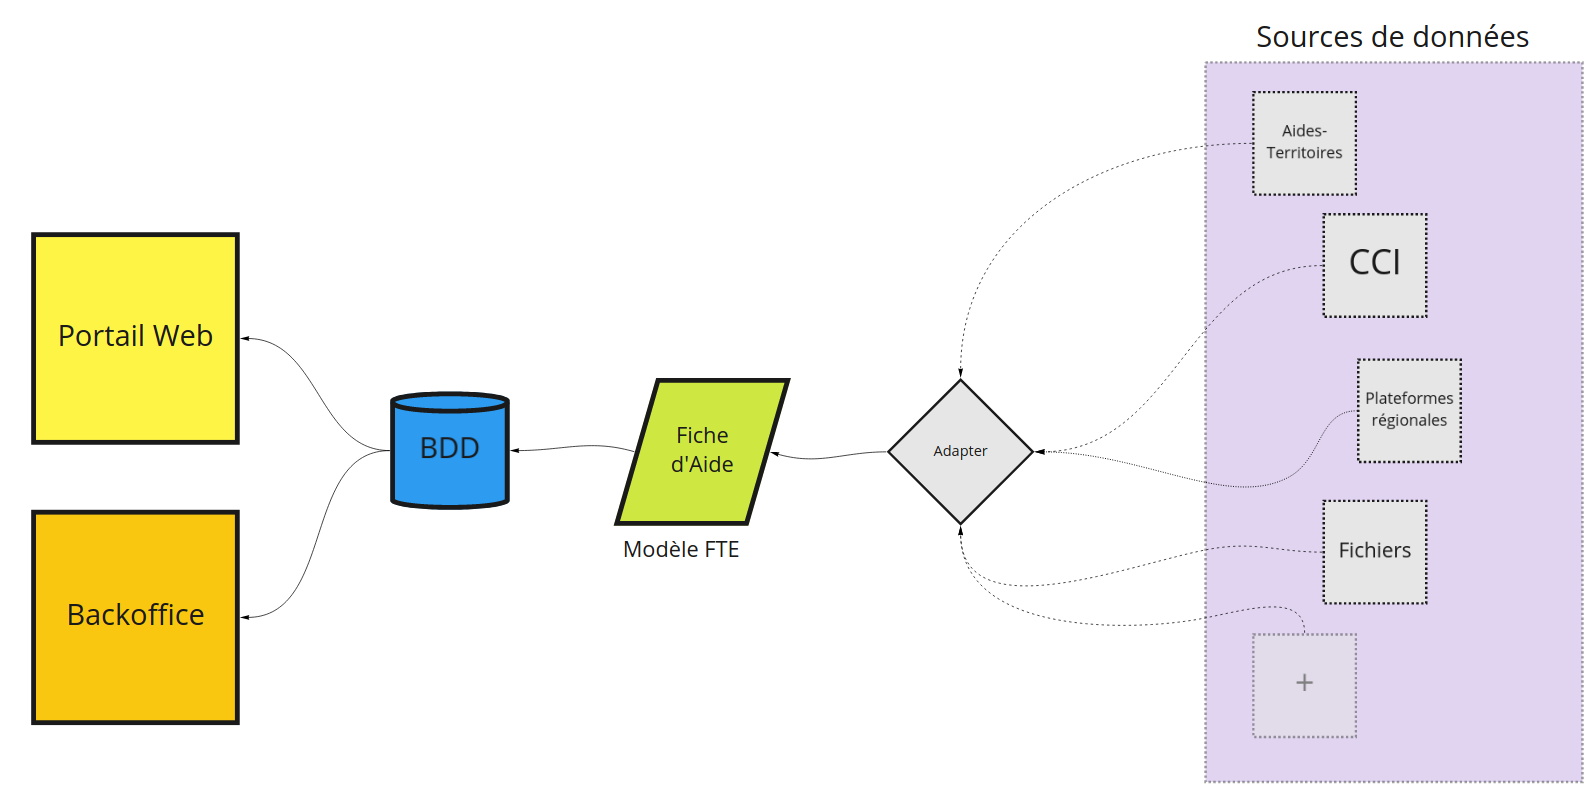 Sources de données
Aides-
Territoires
CCI
Portail Web
Plateformes
régionales
Fiche
d'Aide
BDD
Adapter
Modèle FTE
Fichiers
Backoffice
+